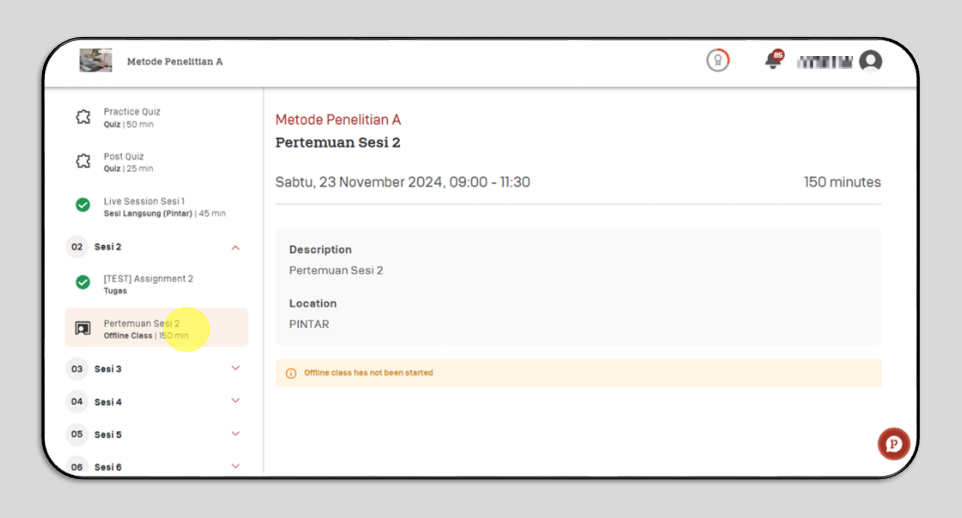 Metode Penelitian A
Practice Quiz
Quiz | 50 min
Post Quiz
Quiz | 25 min
Live Session Sesi 1
Sesi Langsung (Pintar) | 45 min
02 Sesi 2
[TEST] Assignment 2
Tugas
Pertemuan Sesi 2
Offline Class | 150 min
03 Sesi 3
04 Sesi 4
05 Sesi 5
06 Sesi 6
Metode Penelitian A
Pertemuan Sesi 2
Sabtu, 23 November 2024, 09:00 - 11:30 150 minutes
Description
Pertemuan Sesi 2
Location
PINTAR
Offline class has not been started
P